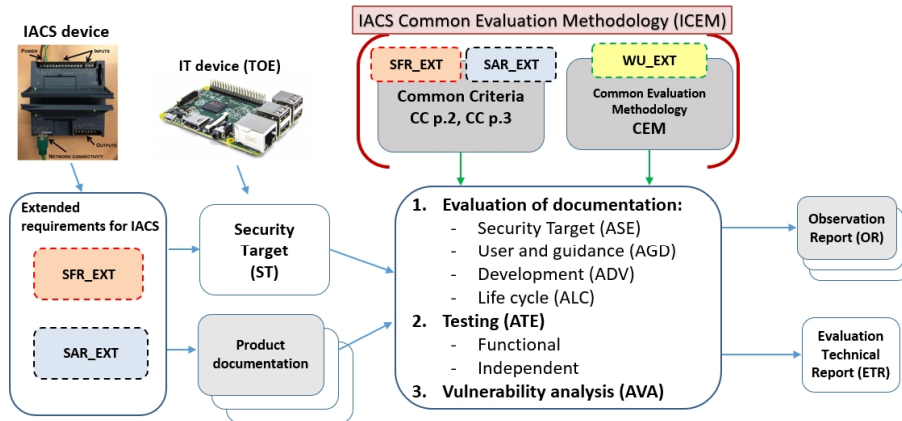 IACS Common Evaluation Methodology (ICEM)
IACS device
POWER
INPUTS
OUTPUTS
NETWORK CONNECTIVITY
IT device (TOE)
SFR_EXT
SAR_EXT
Common Criteria
CC p.2, CC p.3
WU_EXT
Common Evaluation
Methodology
CEM
Extended
requirements for IACS
SFR_EXT
SAR_EXT
Security
Target
(ST)
Product
documentation
1. Evaluation of documentation:
- Security Target (ASE)
- User and guidance (AGD)
- Development (ADV)
- Life cycle (ALC)
2. Testing (ATE)
- Functional
- Independent
3. Vulnerability analysis (AVA)
Observation
Report (OR)
Evaluation
Technical
Report (ETR)